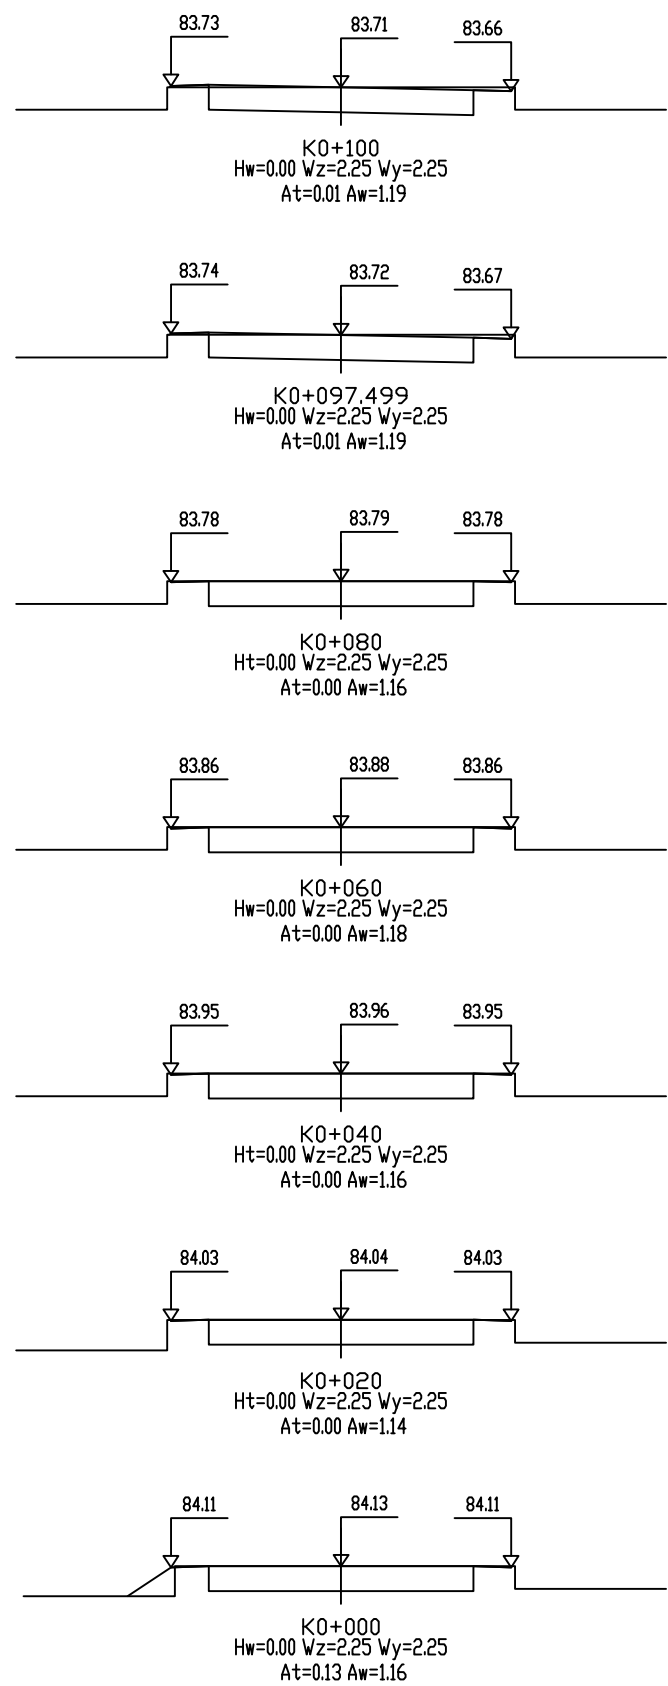 83.73 83.71 83.66
K0+100
Hw=0.00 Wz=2.25 Wy=2.25
At=0.01 Aw=1.19
83.74 83.72 83.67
K0+097.499
Hw=0.00 Wz=2.25 Wy=2.25
At=0.01 Aw=1.19
83.78 83.79 83.78
K0+080
Ht=0.00 Wz=2.25 Wy=2.25
At=0.00 Aw=1.16
83.86 83.88 83.86
K0+060
Hw=0.00 Wz=2.25 Wy=2.25
At=0.00 Aw=1.18
83.95 83.96 83.95
K0+040
Ht=0.00 Wz=2.25 Wy=2.25
At=0.00 Aw=1.16
84.03 84.04 84.03
K0+020
Ht=0.00 Wz=2.25 Wy=2.25
At=0.00 Aw=1.14
84.11 84.13 84.11
K0+000
Hw=0.00 Wz=2.25 Wy=2.25
At=0.13 Aw=1.16